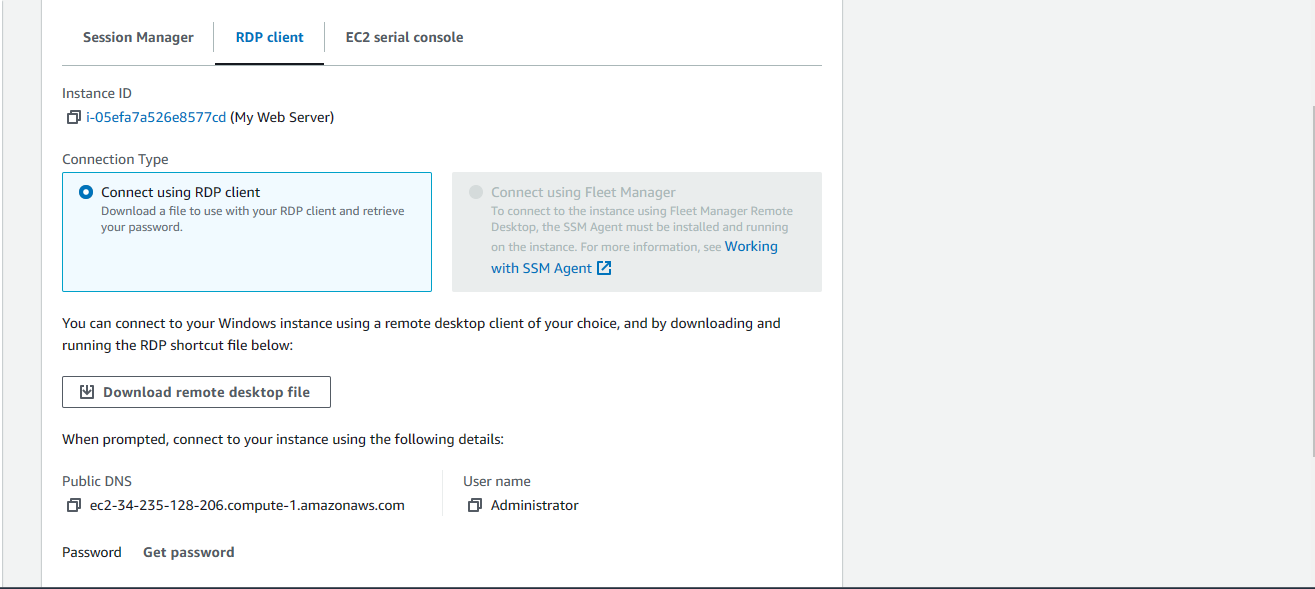 Session Manager
RDP client
EC2 serial console
Instance ID
i-05efa7a526e8577cd (My Web Server)
Connection Type
Connect using RDP client
Download a file to use with your RDP client and retrieve
your password.
Connect using Fleet Manager
To connect to the instance using Fleet Manager Remote
Desktop, the SSM Agent must be installed and running
on the instance. For more information, see Working
with SSM Agent
You can connect to your Windows instance using a remote desktop client of your choice, and by downloading and
running the RDP shortcut file below:
Download remote desktop file
When prompted, connect to your instance using the following details:
Public DNS
ec2-34-235-128-206.compute-1.amazonaws.com
User name
Administrator
Password Get password